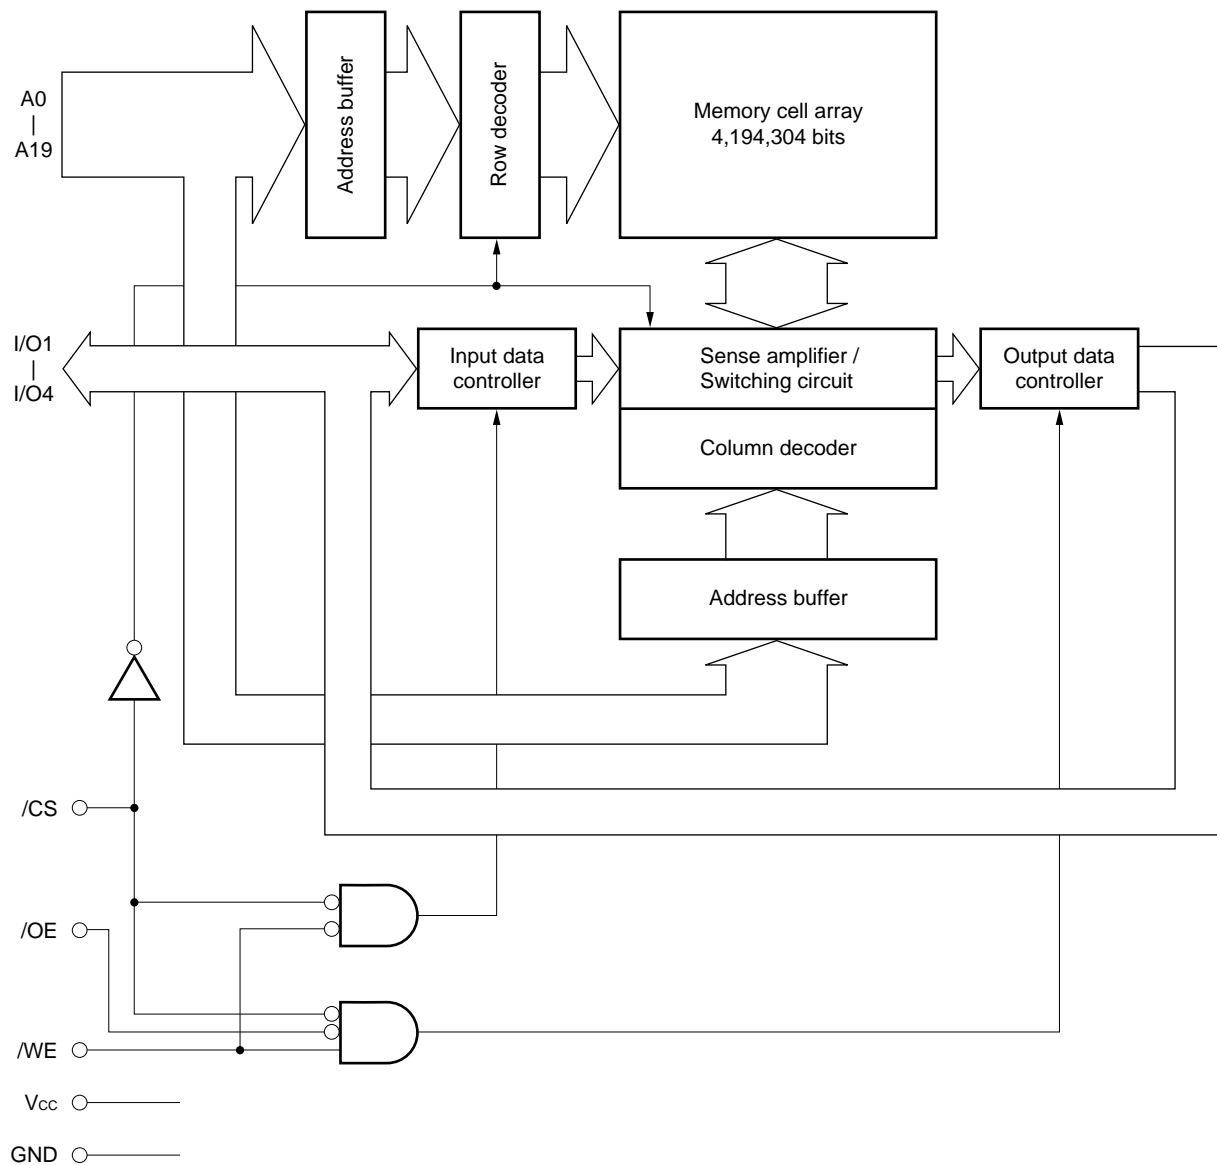 A0
|
A19
Address buffer
Row decoder
Memory cell array
4,194,304 bits
I/O1
|
I/O4
Input data
controller
Sense amplifier /
Switching circuit
Output data
controller
Column decoder
Address buffer
/CS
/OE
/WE
Vcc
GND